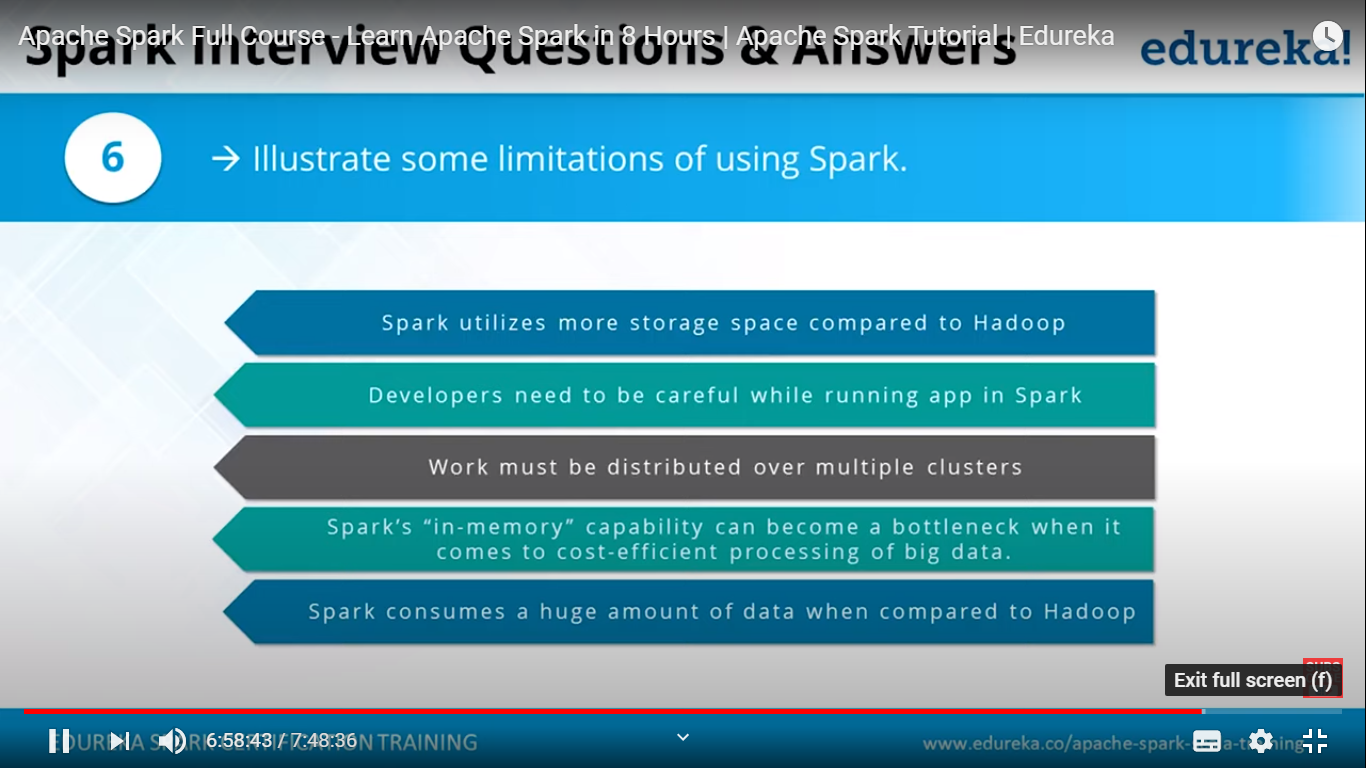 Apache Spark Full Course - Learn Apache Spark in 8 Hours | Apache Spark Tutorial | Edureka
Spark Interview Questions & Answers
edureka!
6
→ Illustrate some limitations of using Spark.
Spark utilizes more storage space compared to Hadoop
Developers need to be careful while running app in Spark
Work must be distributed over multiple clusters
Spark's “in-memory” capability can become a bottleneck when it
comes to cost-efficient processing of big data.
Spark consumes a huge amount of data when compared to Hadoop
Exit full screen (f)
6:58:43 / 7:48:36
EDUREKA SPARK CERTIFICATION TRAINING
www.edureka.co/apache-spark-